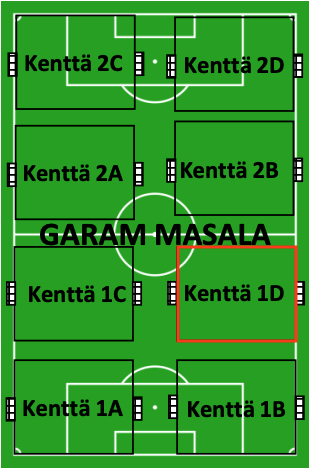 Kenttä 2C
Kenttä 2D
Kenttä 2A
Kenttä 2B
GARAM MASALA
Kenttä 1C
Kenttä 1D
Kenttä 1A
Kenttä 1B